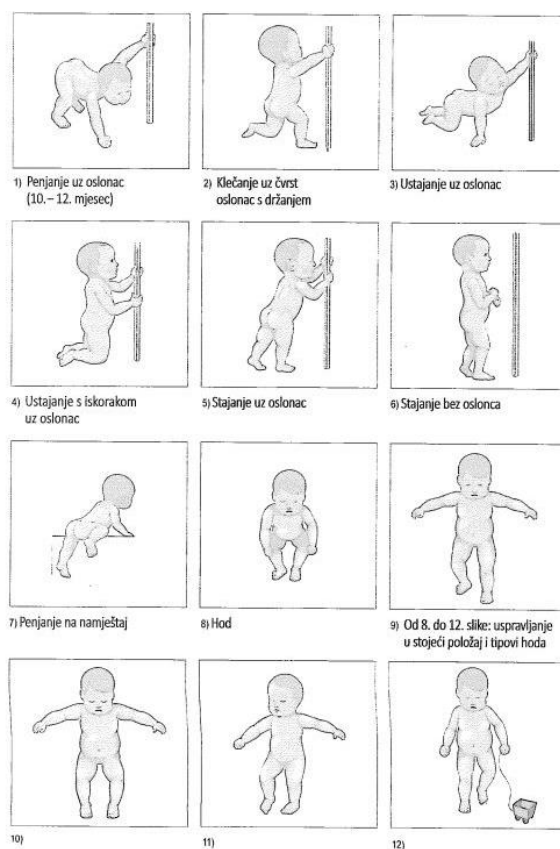 1) Penjanje uz oslonac
(10. – 12. mjesec)
2) Klečanje uz čvrst
oslonac s držanjem
3) Ustajanje uz oslonac
4) Ustajanje s iskorakom
uz oslonac
5) Stajanje uz oslonac
6) Stajanje bez oslonca
7) Penjanje na namještaj
8) Hod
9) Od 8. do 12. slike: uspravljanje
u stojeći položaj i tipovi hoda
10)
11)
12)